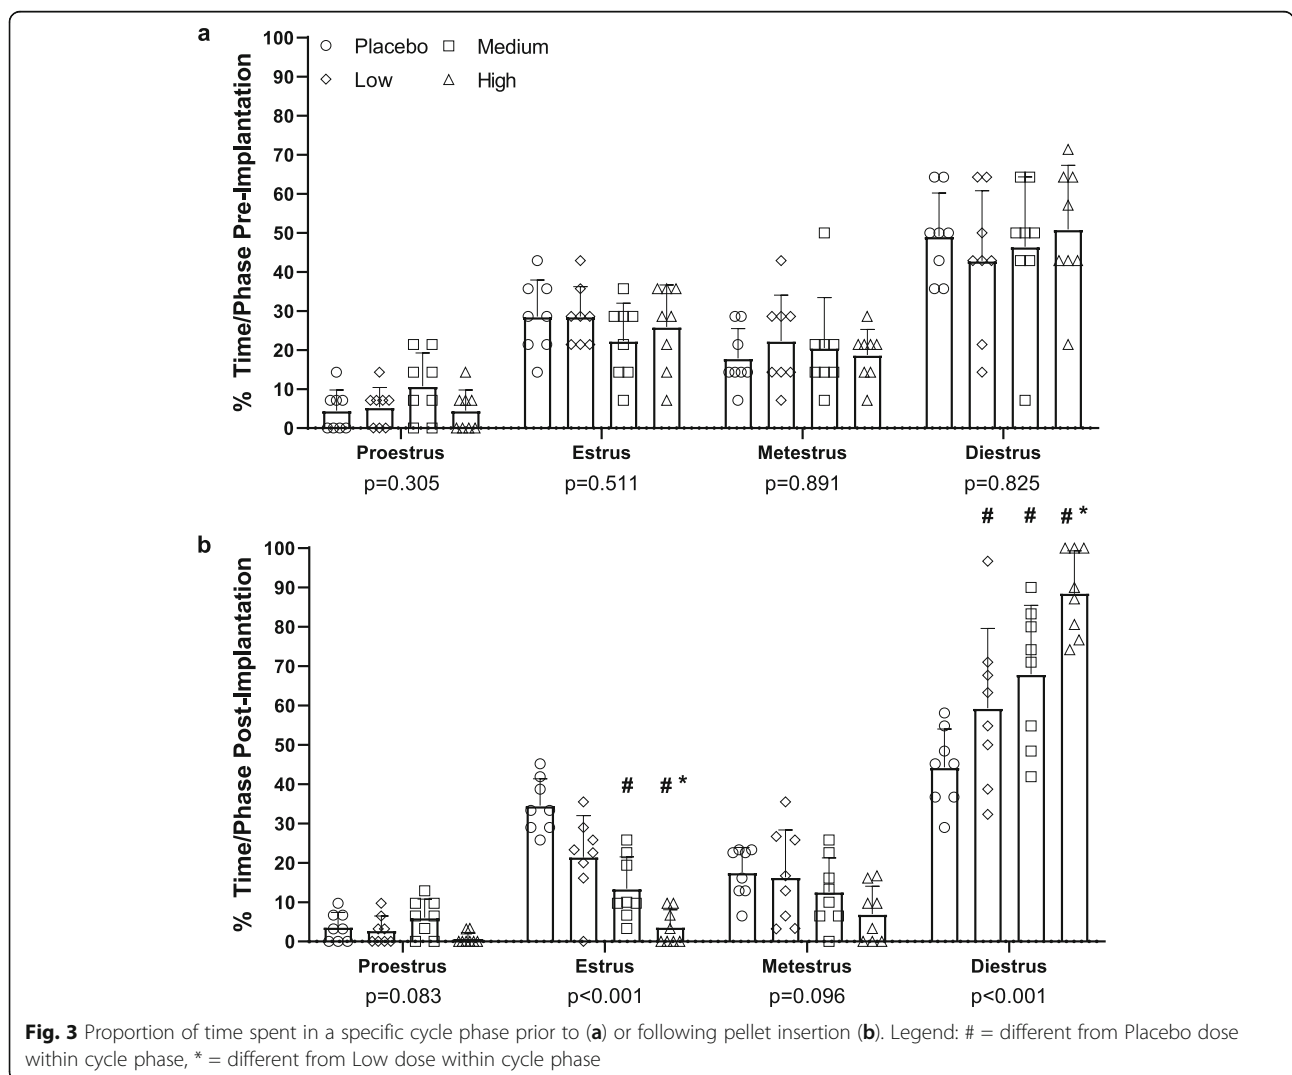 a
% Time/Phase Pre-Implantation
100
90
80
70
60
50
40
30
20
10
0
Placebo Medium
Low High
Proestrus Estrus Metestrus Diestrus
p=0.305 p=0.511 p=0.891 p=0.825
# # # *
b
% Time/Phase Post-Implantation
100
90
80
70
60
50
40
30
20
10
0
# # *
Proestrus Estrus Metestrus Diestrus
p=0.083 p<0.001 p=0.096 p<0.001
Fig. 3 Proportion of time spent in a specific cycle phase prior to (a) or following pellet insertion (b). Legend: # = different from Placebo dose
within cycle phase, * = different from Low dose within cycle phase